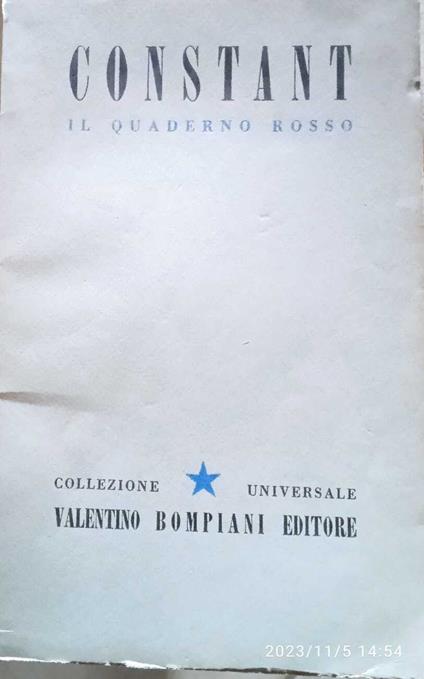 CONSTANT
IL QUADERNO ROSSO
COLLEZIONE UNIVERSALE
VALENTINO BOMPIANI EDITORE
2023/11/5 14:54